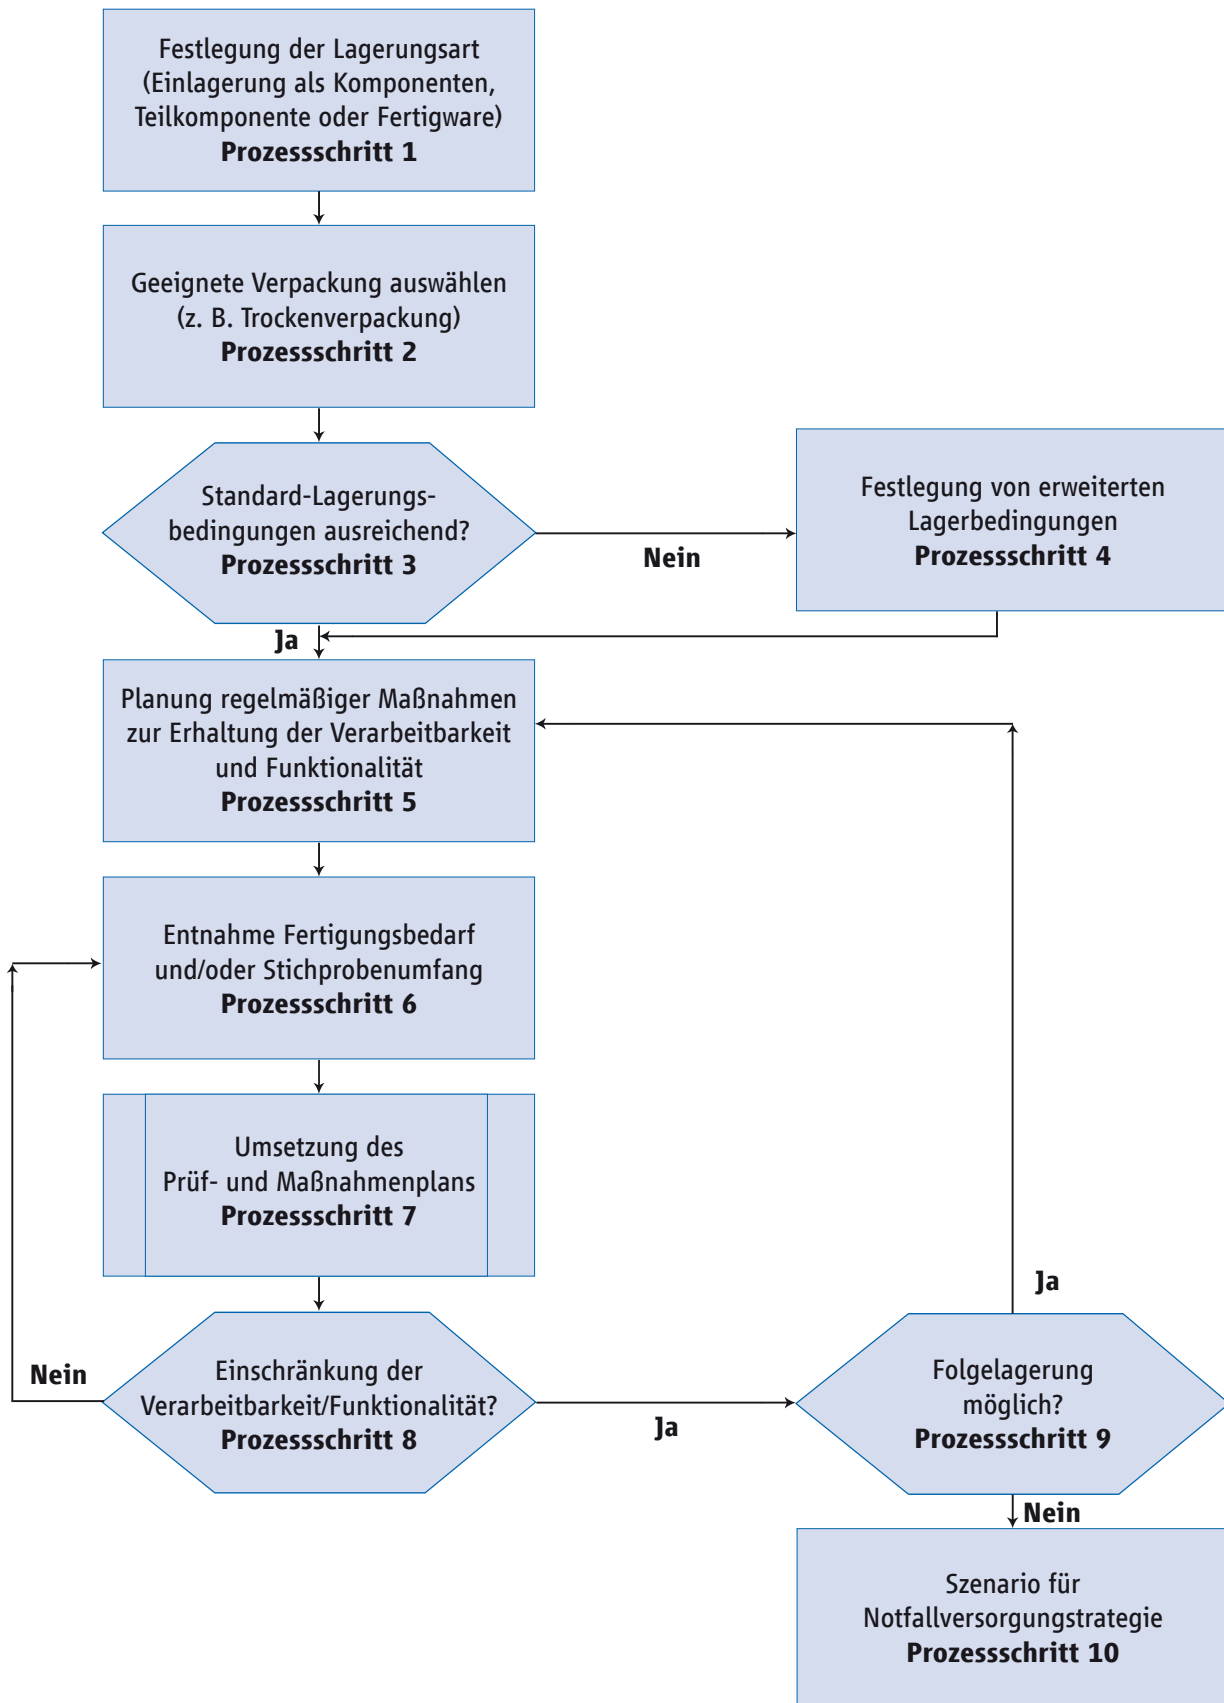 Festlegung der Lagerungsart
(Einlagerung als Komponenten,
Teilkomponente oder Fertigware)
Prozessschritt 1
Geeignete Verpackung auswählen
(z. B. Trockenverpackung)
Prozessschritt 2
Standard-Lagerungs-
bedingungen ausreichend?
Prozessschritt 3
Nein
Festlegung von erweiterten
Lagerbedingungen
Prozessschritt 4
Ja
Planung regelmäßiger Maßnahmen
zur Erhaltung der Verarbeitbarkeit
und Funktionalität
Prozessschritt 5
Entnahme Fertigungsbedarf
und/oder Stichprobenumfang
Prozessschritt 6
Umsetzung des
Prüf- und Maßnahmenplans
Prozessschritt 7
Nein
Einschränkung der
Verarbeitbarkeit/Funktionalität?
Prozessschritt 8
Ja
Ja
Folgelagerung
möglich?
Prozessschritt 9
Nein
Szenario für
Notfallversorgungstrategie
Prozessschritt 10